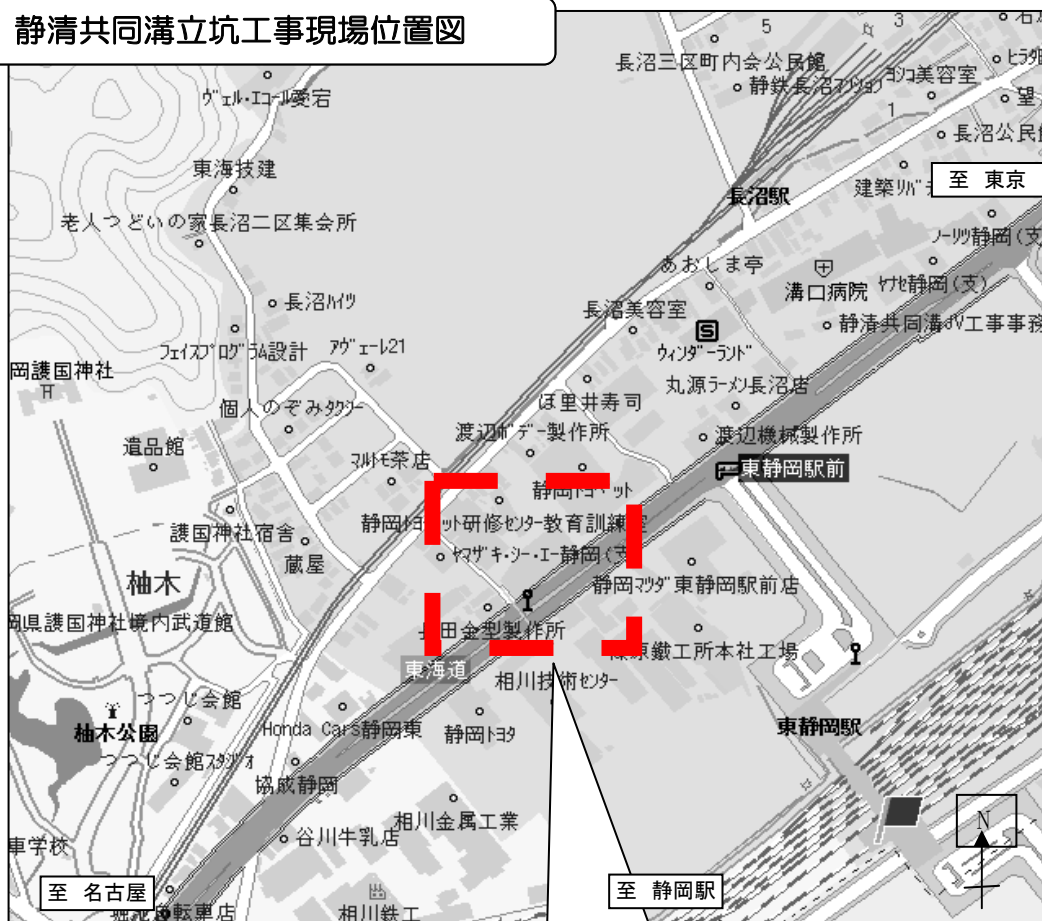 静清共同溝立坑工事現場位置図
5
3
長沼三区町内会公民館
ヴェル・エコール愛宕
静鉄長沼マンション
ヨシコ美容室
望
1
長沼公民館
東海技建
至 東京
長沼駅
老人つどいの家長沼二区集会所
ノーリツ静岡(支
あおしま亭
溝口病院
ヤナセ静岡(支)
長沼ハイツ
長沼美容室
静清共同溝JV工事事務
S
ウィンダーランド
フェイスプログラム設計
アヴェーレ21
岡護国神社
丸源ラーメン長沼店
個人のぞみタクシー
ほ里井寿司
遺品館
渡辺ボデー製作所
渡辺機械製作所
マルトモ茶店
東静岡駅前
静岡トヨペット
静岡トヨペット研修センター教育訓練室
護国神社宿舎
蔵屋
ヤマザキ・シー・エー静岡(支
柚木
静岡マツダ東静岡駅前店
岡県護国神社境内武道館
田金型製作所
原鐵工所本社工場
東海道
相川技術センター
つつじ会館
柚木公園
Honda Cars静岡東
静岡トヨタ
東静岡駅
つつじ会館スタジオ
協成静岡
相川金属工業
谷川牛乳店
N
車学校
至 名古屋
至 静岡駅
堀池自転車店
相川鉄工